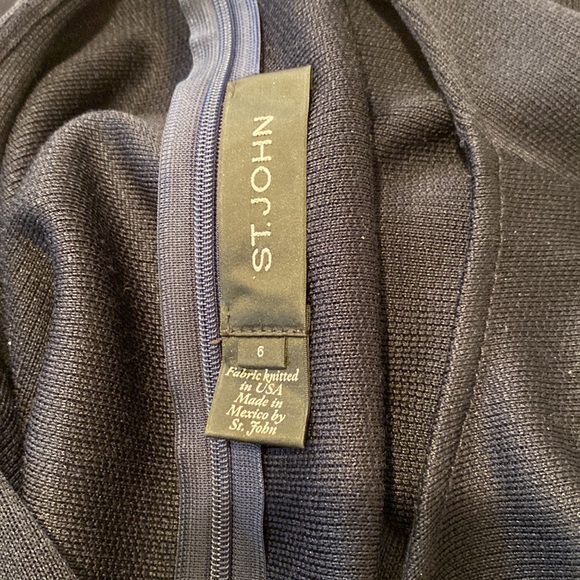 ST. JOHN
6
Fabric knitted
in USA
Made in
Mexico by
St. John